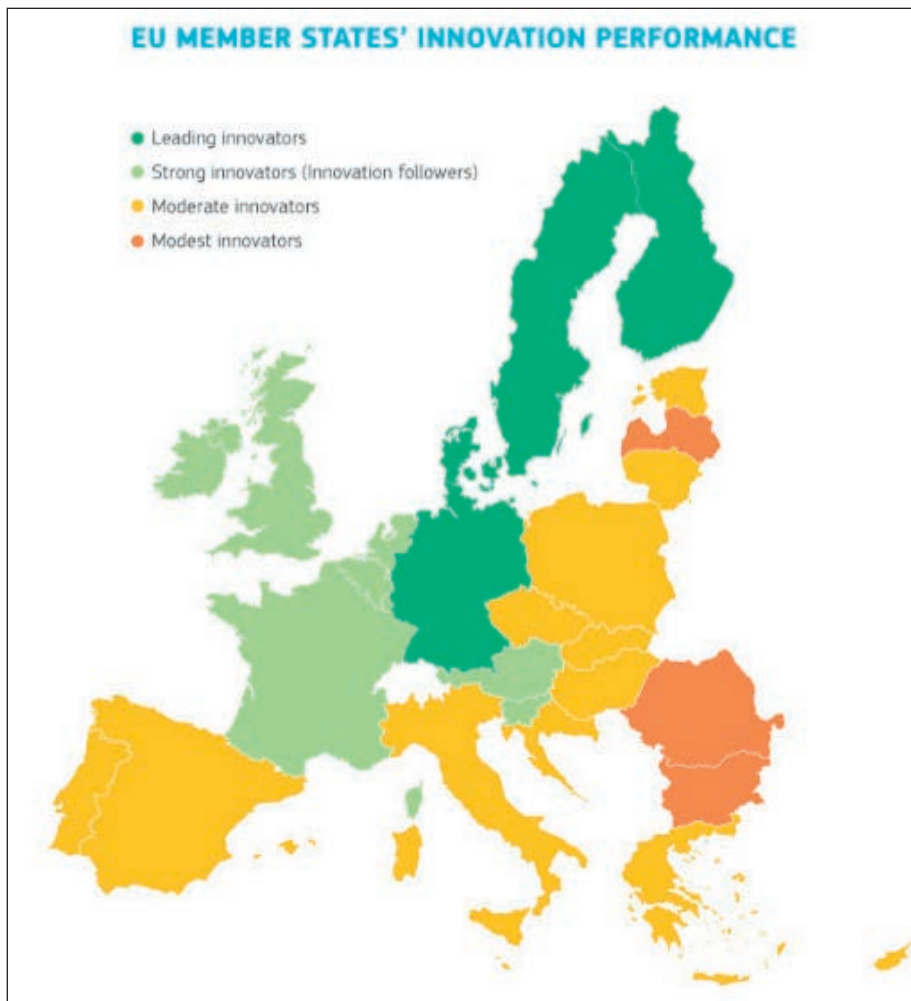 EU MEMBER STATES' INNOVATION PERFORMANCE
Leading innovators
Strong innovators (Innovation followers)
Moderate innovators
Modest innovators